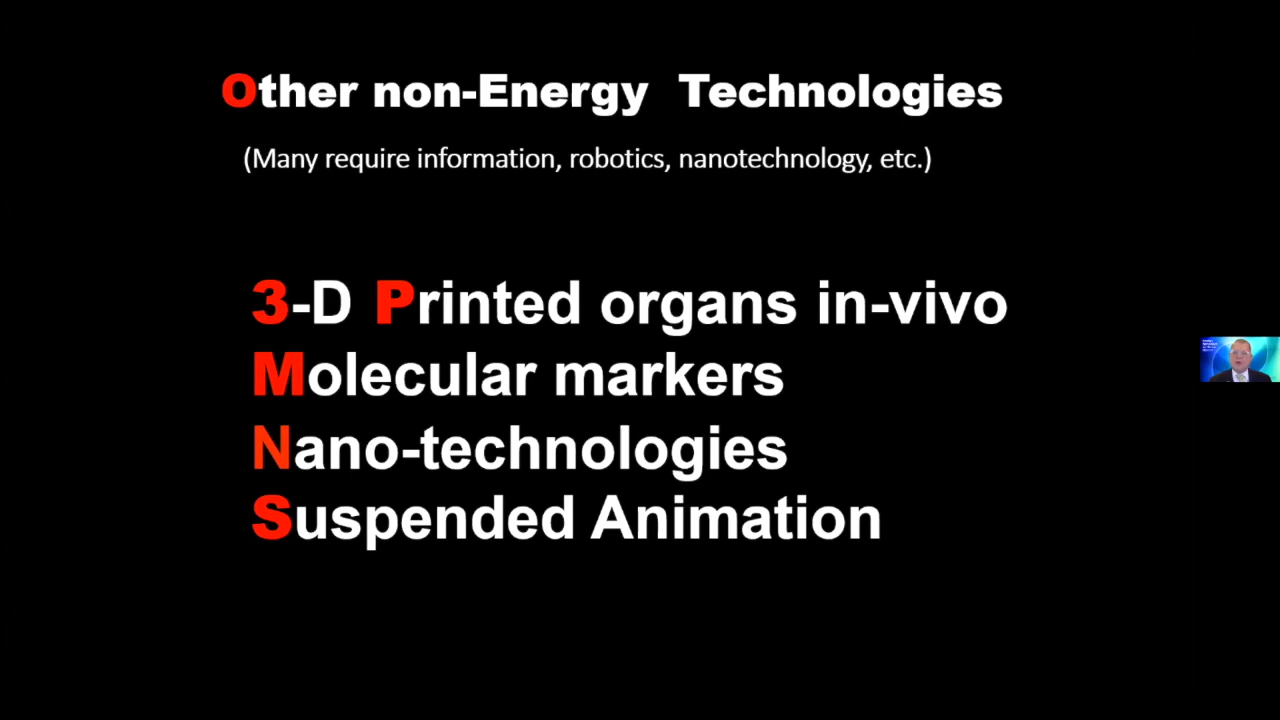 Other non-Energy Technologies
(Many require information, robotics, nanotechnology, etc.)
3-D Printed organs in-vivo
Molecular markers
Nano-technologies
Suspended Animation